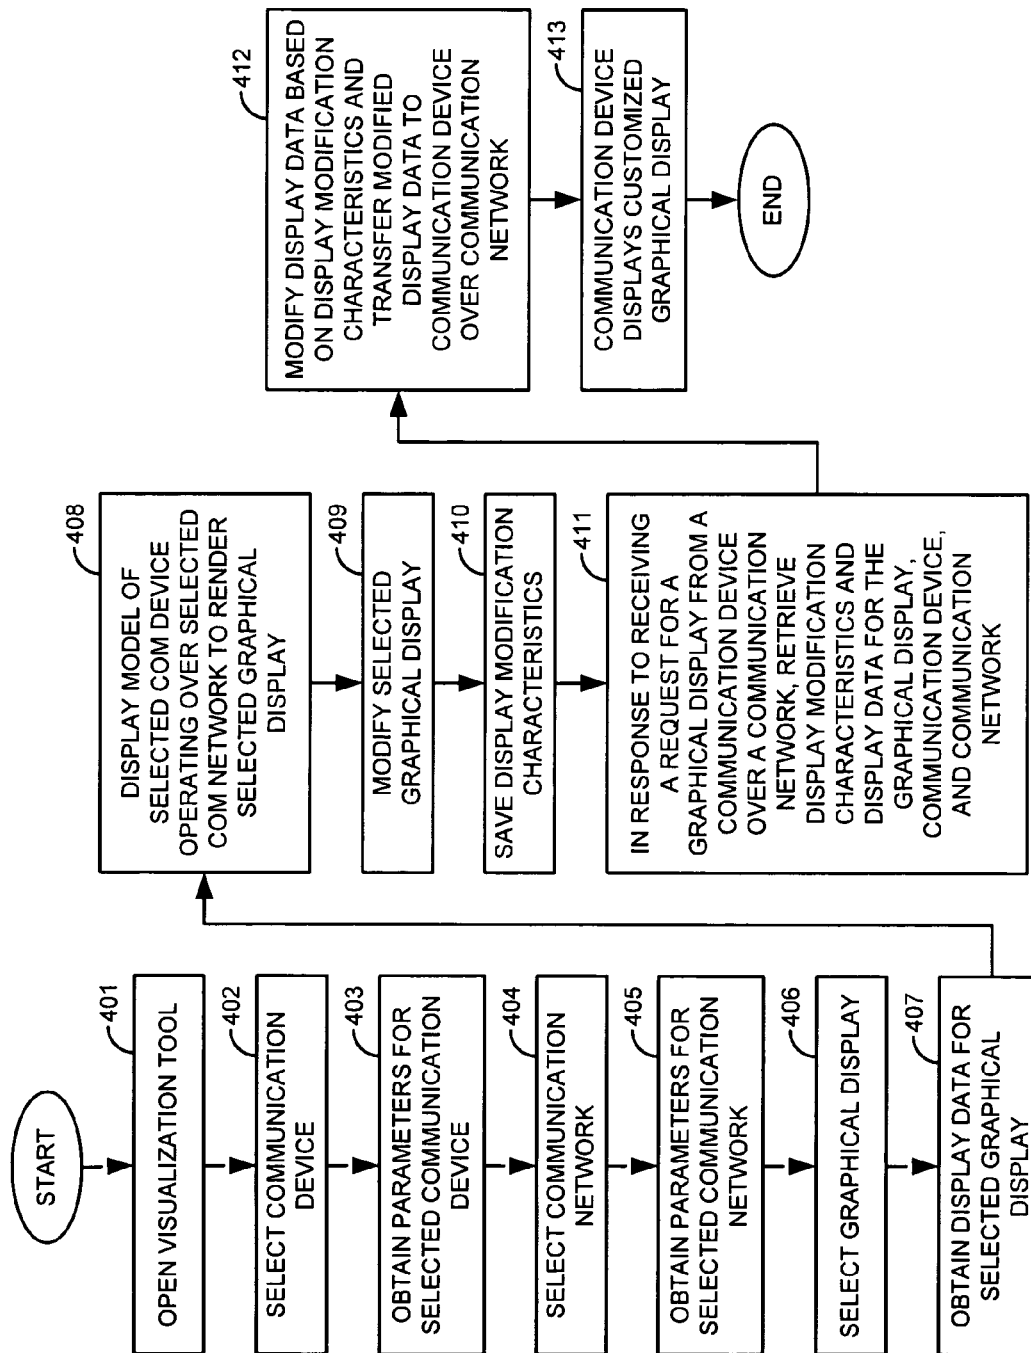 START
401
OPEN VISUALIZATION TOOL
402
SELECT COMMUNICATION
DEVICE
403
OBTAIN PARAMETERS FOR
SELECTED COMMUNICATION
DEVICE
404
SELECT COMMUNICATION
NETWORK
405
OBTAIN PARAMETERS FOR
SELECTED COMMUNICATION
NETWORK
406
SELECT GRAPHICAL DISPLAY
407
OBTAIN DISPLAY DATA FOR
SELECTED GRAPHICAL
DISPLAY
408
DISPLAY MODEL OF
SELECTED COM DEVICE
OPERATING OVER SELECTED
COM NETWORK TO RENDER
SELECTED GRAPHICAL
DISPLAY
409
MODIFY SELECTED
GRAPHICAL DISPLAY
410
SAVE DISPLAY MODIFICATION
CHARACTERISTICS
411
IN RESPONSE TO RECEIVING
A REQUEST FOR A
GRAPHICAL DISPLAY FROM A
COMMUNICATION DEVICE
OVER A COMMUNICATION
NETWORK, RETRIEVE
DISPLAY MODIFICATION
CHARACTERISTICS AND
DISPLAY DATA FOR THE
GRAPHICAL DISPLAY,
COMMUNICATION DEVICE,
AND COMMUNICATION
NETWORK
412
MODIFY DISPLAY DATA BASED
ON DISPLAY MODIFICATION
CHARACTERISTICS AND
TRANSFER MODIFIED
DISPLAY DATA TO
COMMUNICATION DEVICE
OVER COMMUNICATION
NETWORK
413
COMMUNICATION DEVICE
DISPLAYS CUSTOMIZED
GRAPHICAL DISPLAY
END